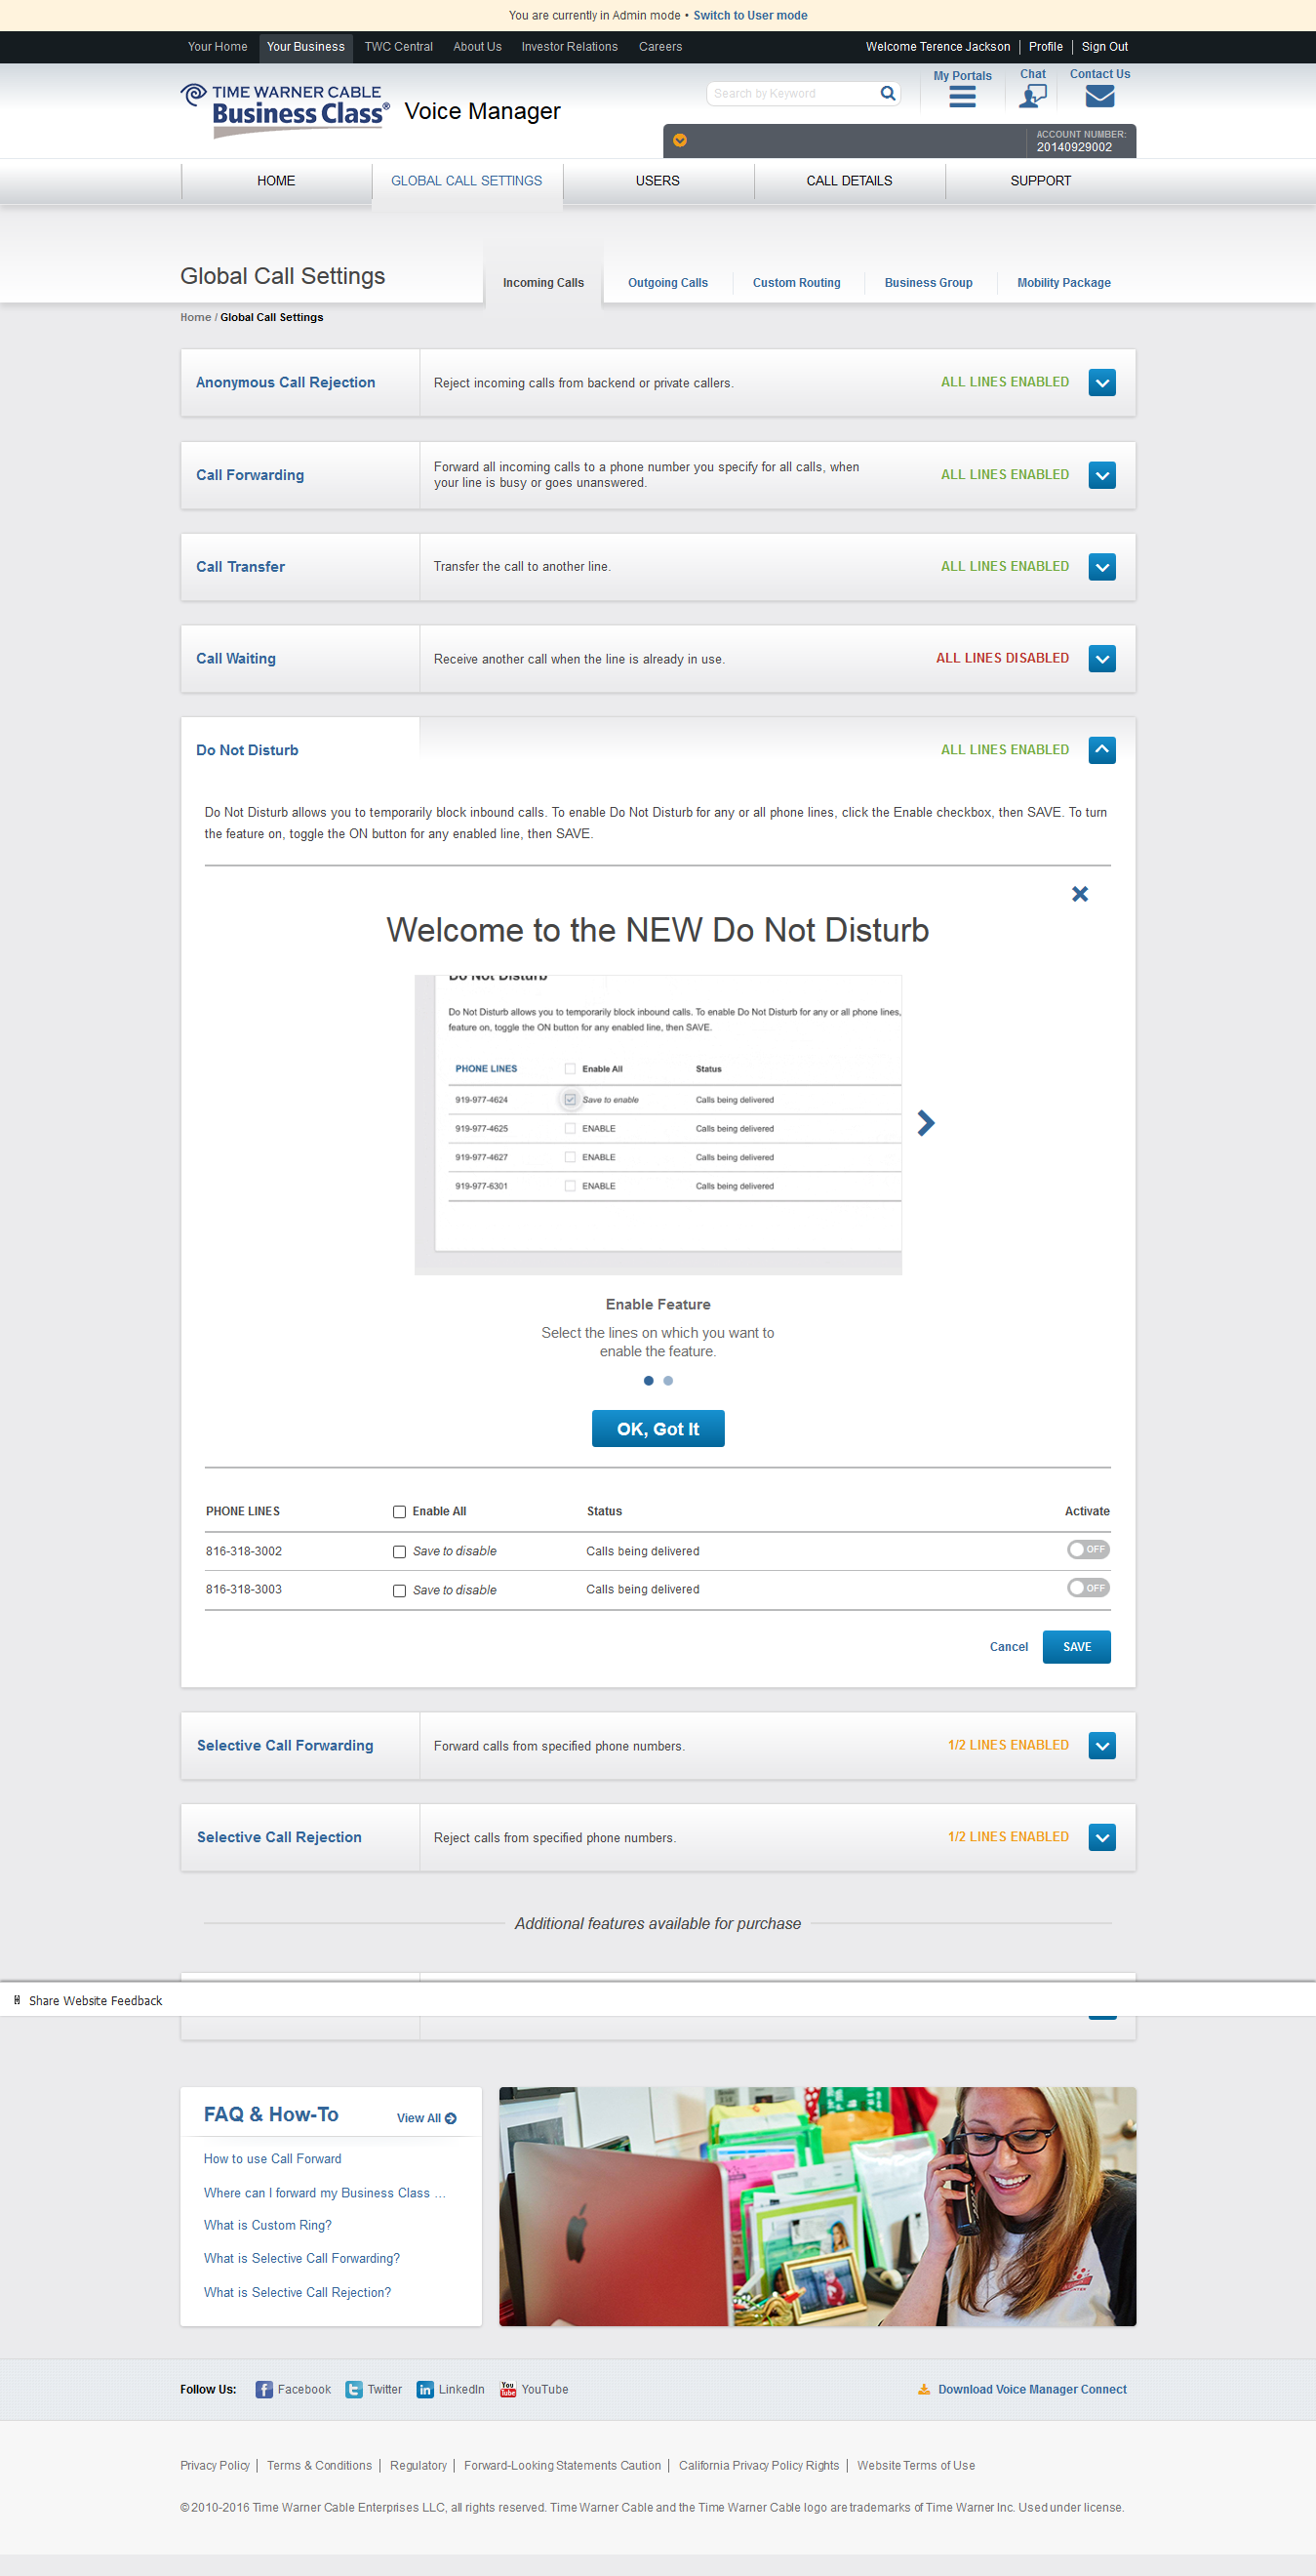 You are currently in Admin mode • Switch to User mode
Your Home Your Business TWC Central About Us Investor Relations Careers Welcome Terence Jackson Profile Sign Out
TIME WARNER CABLE
Business Class®
Voice Manager
Search by Keyword
My Portals Chat Contact Us
ACCOUNT NUMBER:
20140929002
HOME GLOBAL CALL SETTINGS USERS CALL DETAILS SUPPORT
Global Call Settings
Incoming Calls Outgoing Calls Custom Routing Business Group Mobility Package
Home / Global Call Settings
Anonymous Call Rejection Reject incoming calls from backend or private callers. ALL LINES ENABLED
Call Forwarding Forward all incoming calls to a phone number you specify for all calls, when
your line is busy or goes unanswered. ALL LINES ENABLED
Call Transfer Transfer the call to another line. ALL LINES ENABLED
Call Waiting Receive another call when the line is already in use. ALL LINES DISABLED
Do Not Disturb ALL LINES ENABLED
Do Not Disturb allows you to temporarily block inbound calls. To enable Do Not Disturb for any or all phone lines, click the Enable checkbox, then SAVE. To turn
the feature on, toggle the ON button for any enabled line, then SAVE.
Welcome to the NEW Do Not Disturb
Do Not Disturb
Do Not Disturb allows you to temporarily block inbound calls. To enable Do Not Disturb for any or all phone lines,
feature on, toggle the ON button for any enabled line, then SAVE.
PHONE LINES Enable All Status
919-977-4624 Save to enable Calls being delivered
919-977-4625 ENABLE Calls being delivered
919-977-4627 ENABLE Calls being delivered
919-977-6301 ENABLE Calls being delivered
Enable Feature
Select the lines on which you want to
enable the feature.
OK, Got It
PHONE LINES Enable All Status Activate
816-318-3002 Save to disable Calls being delivered OFF
816-318-3003 Save to disable Calls being delivered OFF
Cancel SAVE
Selective Call Forwarding Forward calls from specified phone numbers. 1/2 LINES ENABLED
Selective Call Rejection Reject calls from specified phone numbers. 1/2 LINES ENABLED
Additional features available for purchase
Share Website Feedback
FAQ & How-To View All
How to use Call Forward
Where can I forward my Business Class ...
What is Custom Ring?
What is Selective Call Forwarding?
What is Selective Call Rejection?
Follow Us: Facebook Twitter LinkedIn YouTube Download Voice Manager Connect
Privacy Policy Terms & Conditions Regulatory Forward-Looking Statements Caution California Privacy Policy Rights Website Terms of Use
© 2010-2016 Time Warner Cable Enterprises LLC, all rights reserved. Time Warner Cable and the Time Warner Cable logo are trademarks of Time Warner Inc. Used under license.